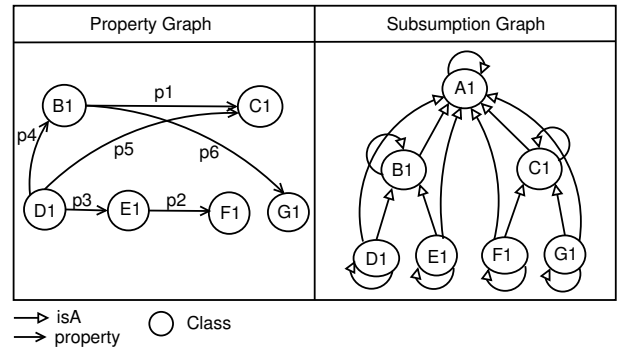 Property Graph
Subsumption Graph
A1
B1
p1
C1
p4
p5
p6
B1
C1
D1
p3
E1
p2
F1
G1
D1
E1
F1
G1
isA
property
Class